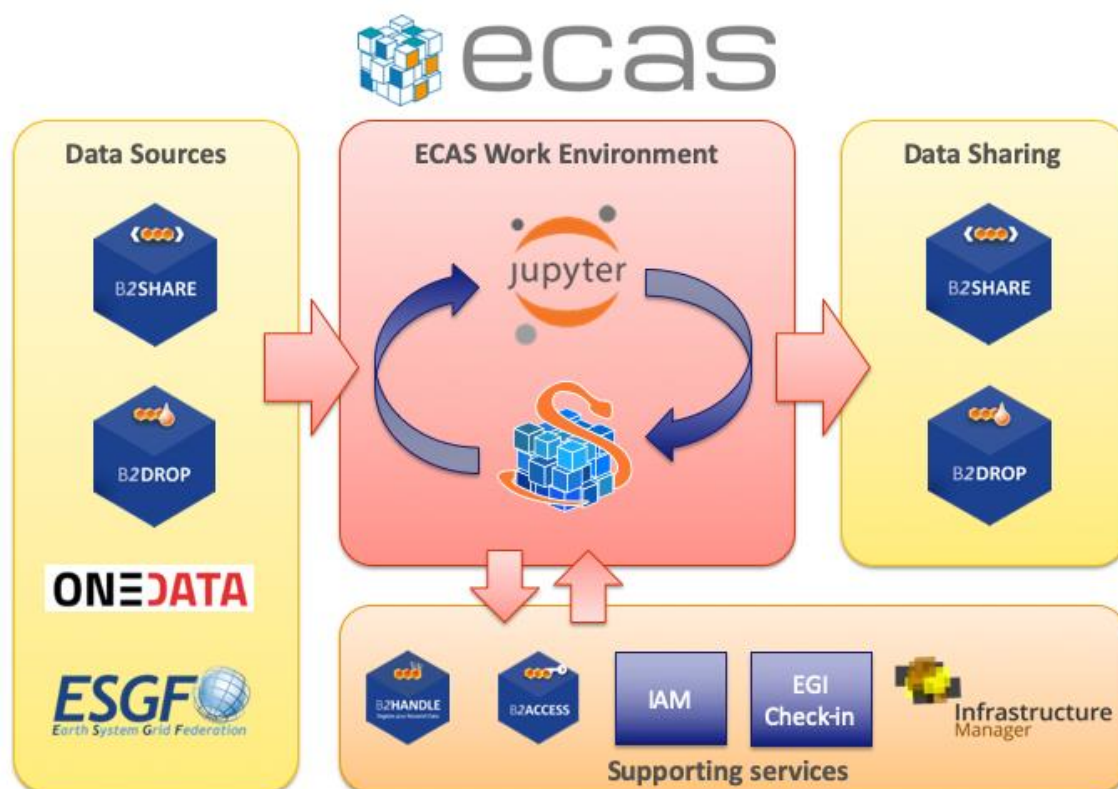 ecas
Data Sources
B2SHARE
B2DROP
ONEDATA
ESGF
Earth System Grid Federation
ECAS Work Environment
jupyter
Data Sharing
B2SHARE
B2DROP
B2HANDLE
B2ACCESS
IAM
EGI
Check-in
Infrastructure
Manager
Supporting services